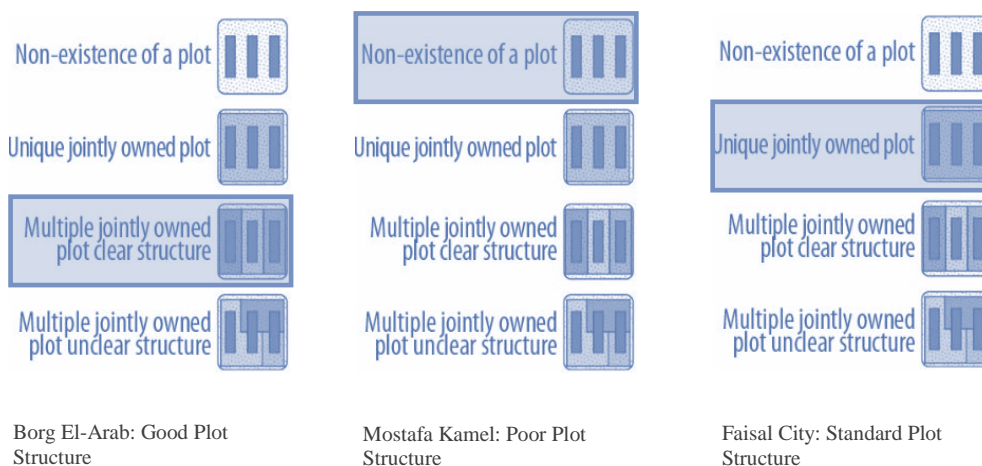 Non-existence of a plot
Unique jointly owned plot
Multiple jointly owned
plot clear structure
Multiple jointly owned
plot unclear structure
Borg El-Arab: Good Plot
Structure
Non-existence of a plot
Unique jointly owned plot
Multiple jointly owned
plot clear structure
Multiple jointly owned
plot unclear structure
Mostafa Kamel: Poor Plot
Structure
Non-existence of a plot
Unique jointly owned plot
Multiple jointly owned
plot clear structure
Multiple jointly owned
plot unclear structure
Faisal City: Standard Plot
Structure